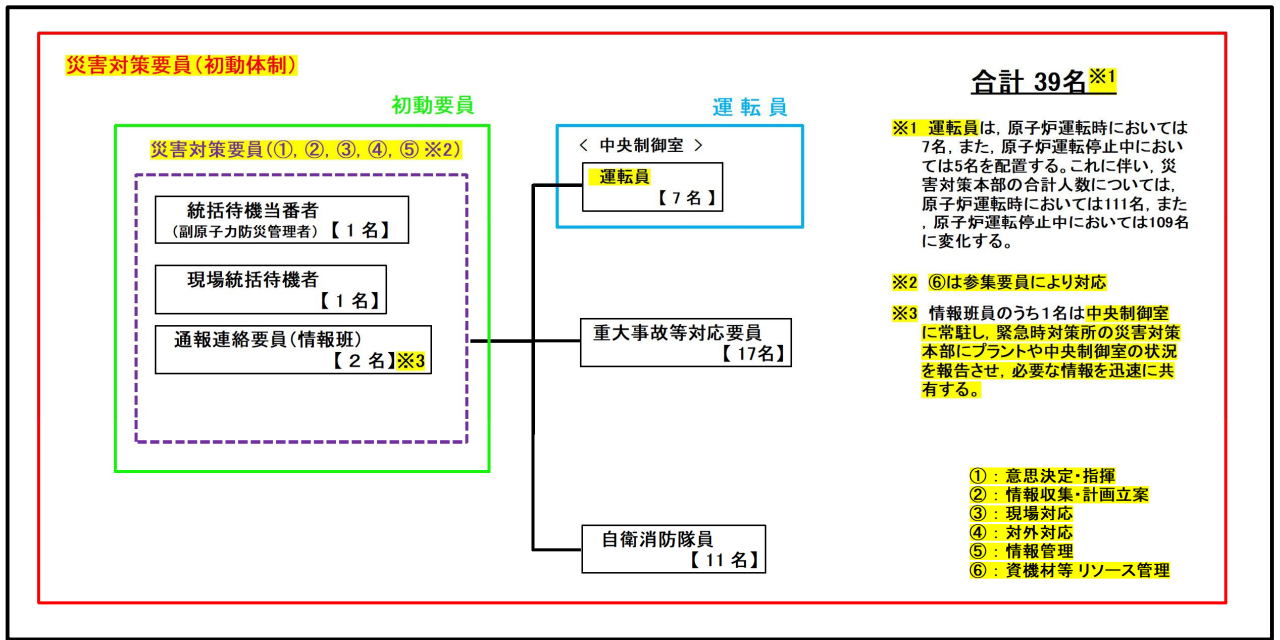 災害対策要員(初動体制)
合計 39名※1
初動要員
災害対策要員(①, ②, ③, ④, ⑤ ※2)
統括待機当番者
(副原子力防災管理者) 【 1 名】
現場統括待機者
【 1 名】
通報連絡要員(情報班)
【 2 名】※3
運 転 員
< 中央制御室 >
運転員
【 7 名 】
重大事故等対応要員
【 17名】
自衛消防隊員
【 11 名】
※1 運転員は, 原子炉運転時においては
7名, また, 原子炉運転停止中におい
ては5名を配置する。これに伴い, 災
害対策本部の合計人数については,
原子炉運転時においては111名, また
, 原子炉運転停止中においては109名
に変化する。
※2 ⑥は参集要員により対応
※3 情報班員のうち1名は中央制御室
に常駐し, 緊急時対策所の災害対策
本部にプラントや中央制御室の状況
を報告させ, 必要な情報を迅速に共
有する。
① : 意思決定・指揮
② : 情報収集・計画立案
③ : 現場対応
④ : 対外対応
⑤ : 情報管理
⑥ : 資機材等 リソース管理